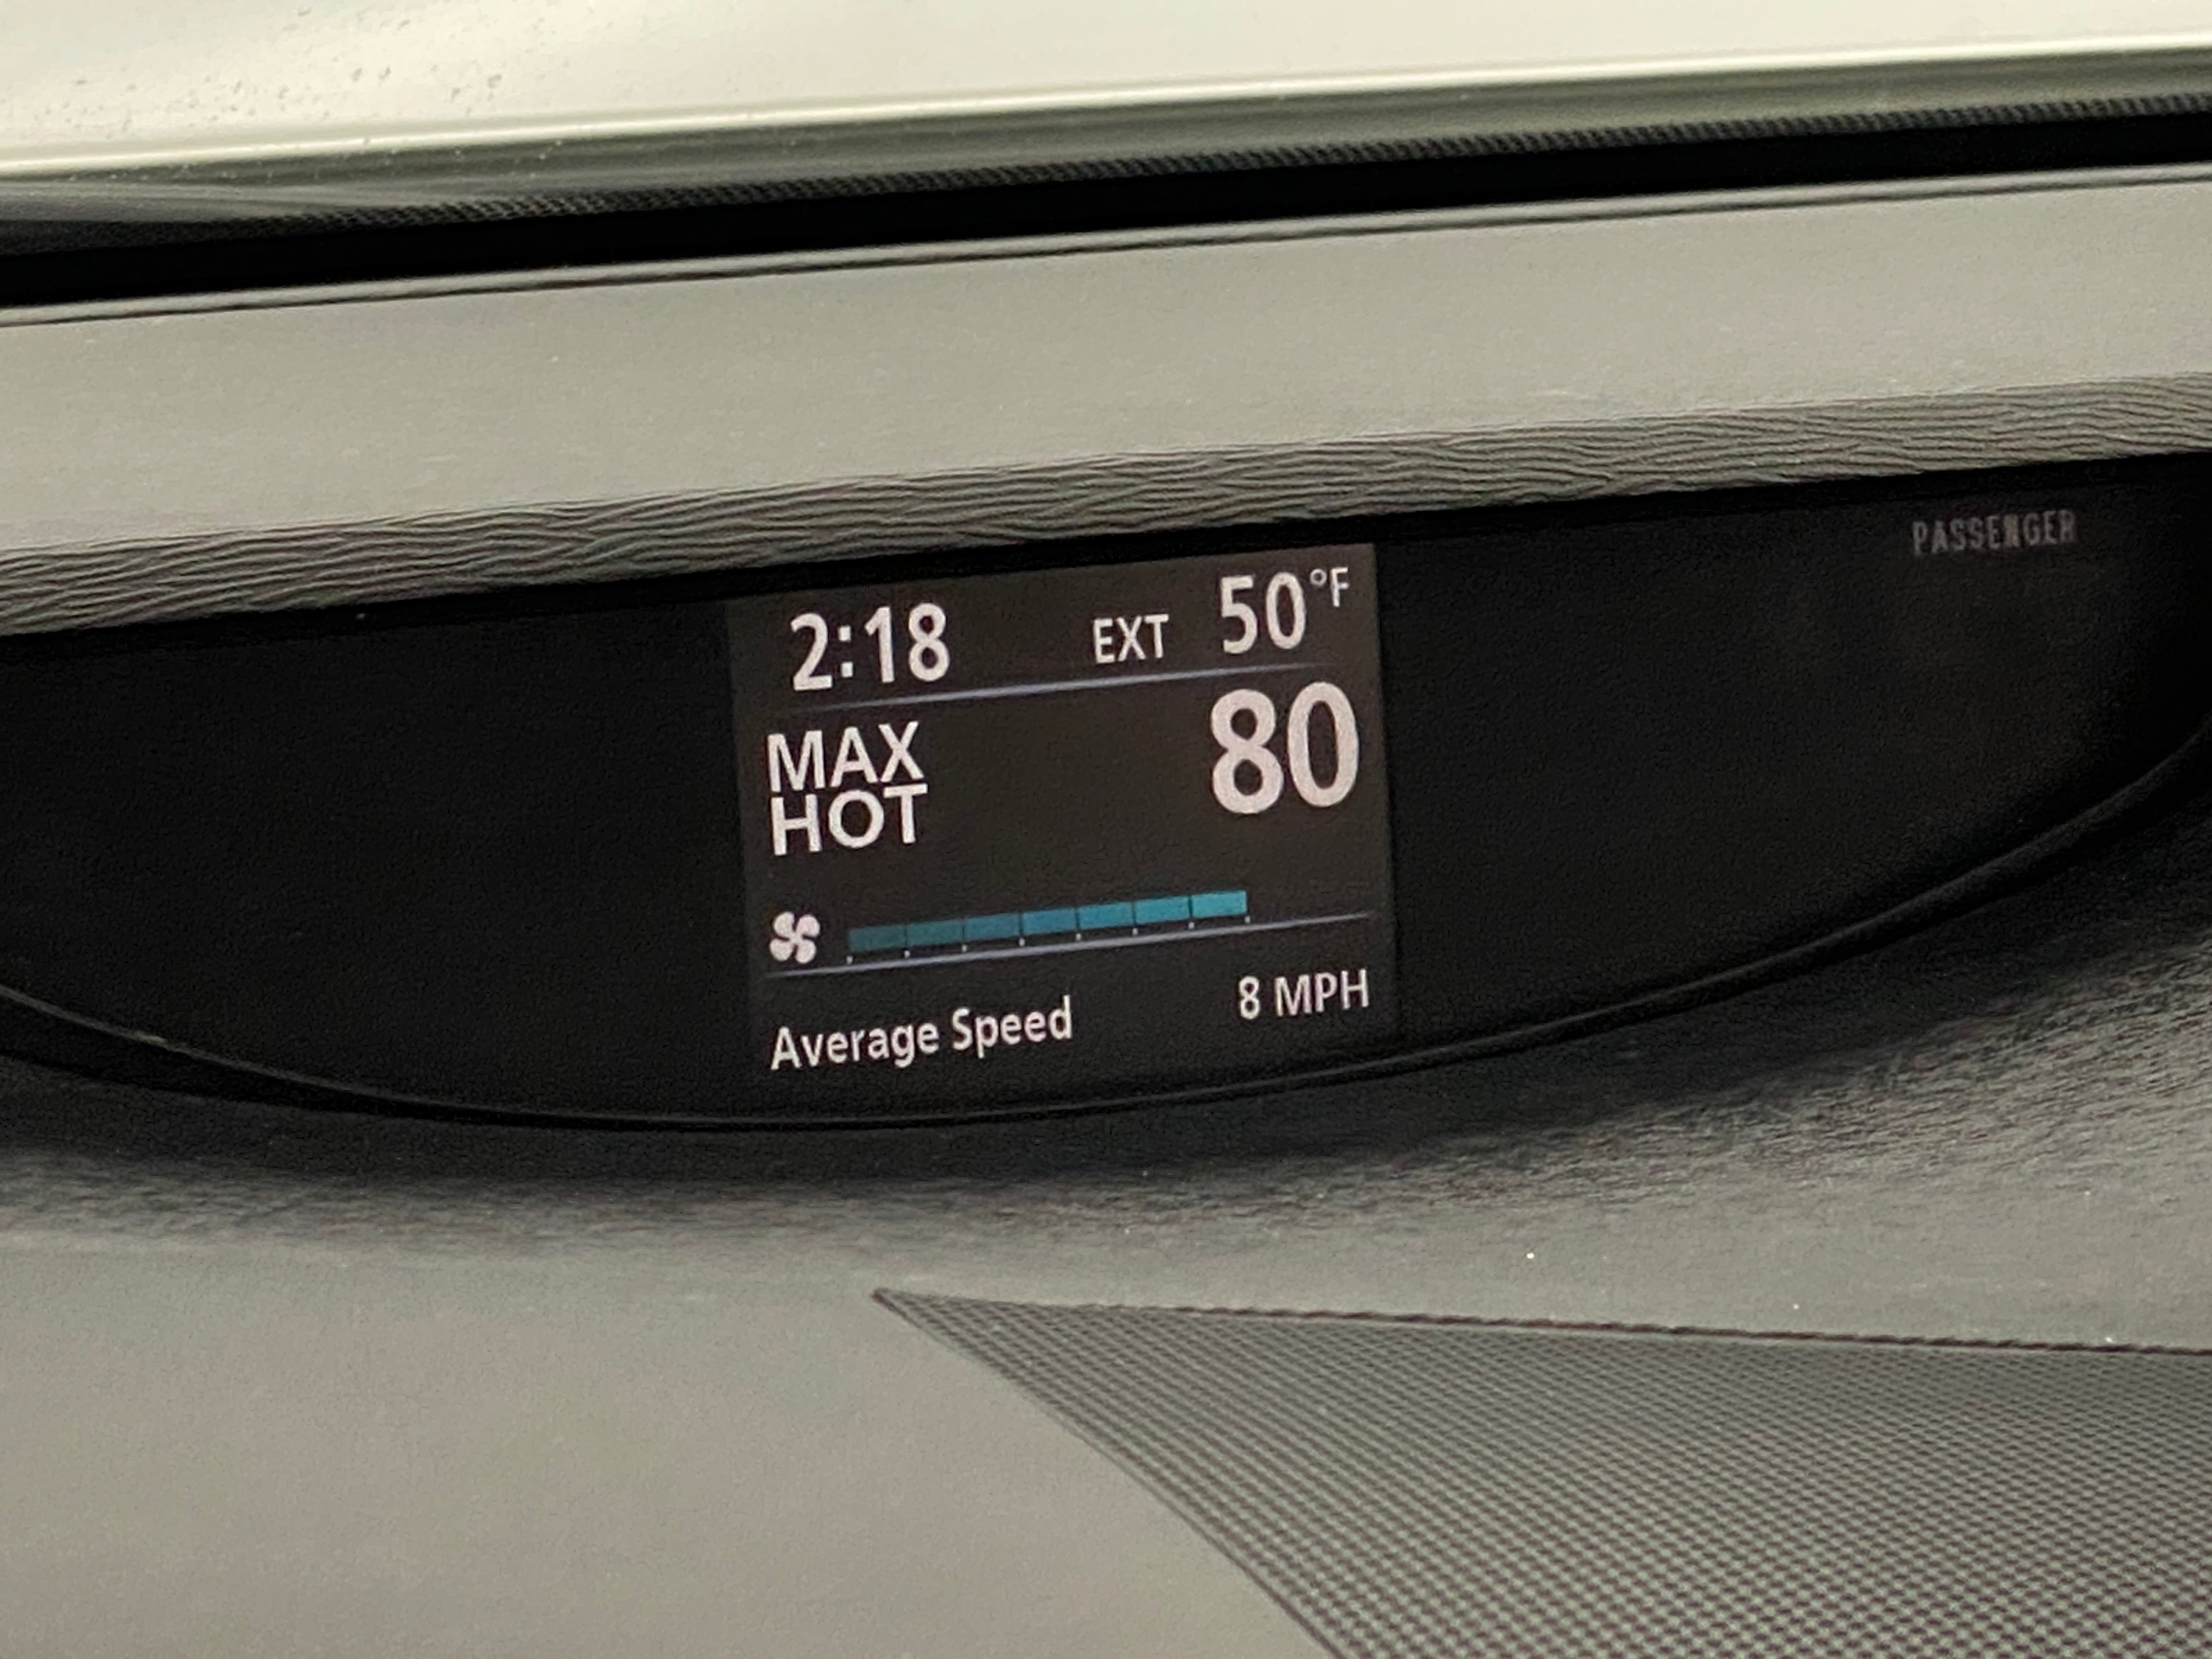 2:18 EXT 50°F
MAX HOT 80
Average Speed 8 MPH
PASSENGER